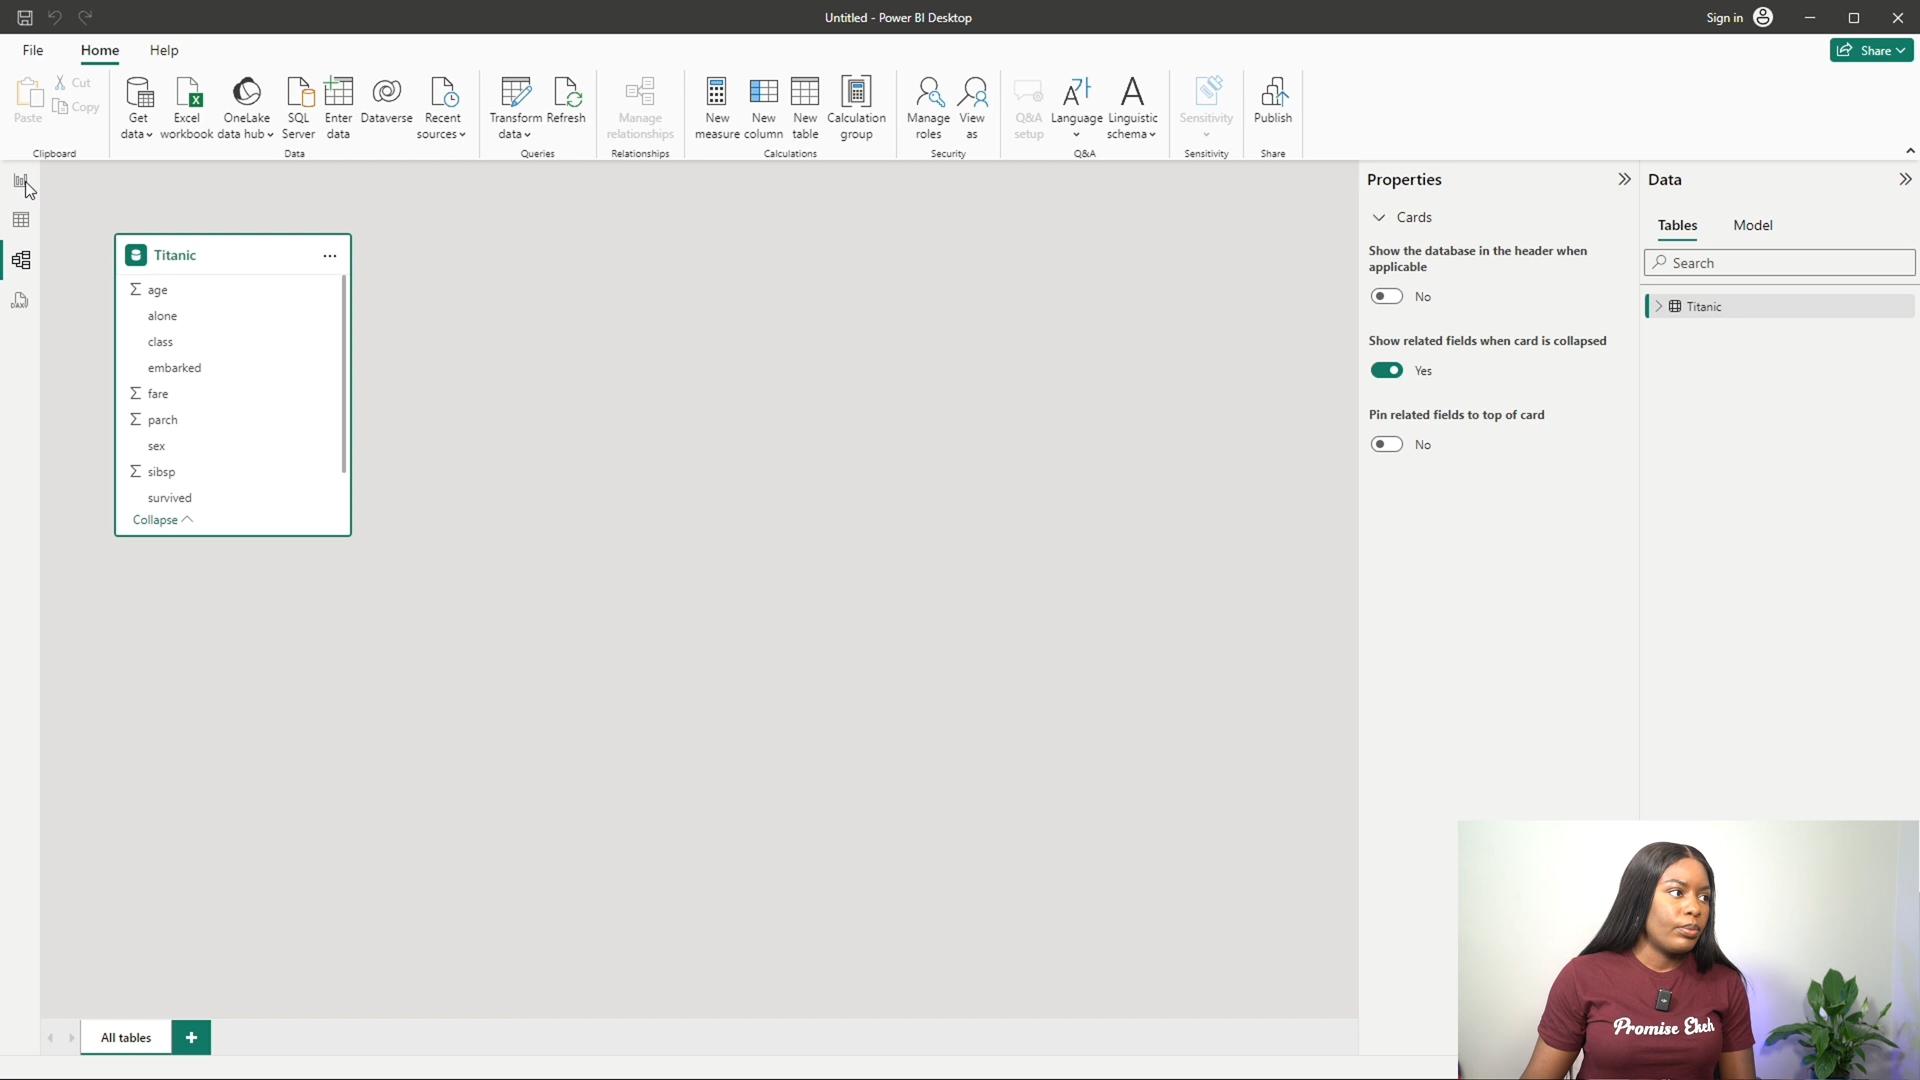 Untitled - Power BI Desktop
Sign in
File
Home
Help
Share
Paste
Cut
Copy
Get data
Excel workbook
OneLake data hub
SQL Server
Enter data
Dataverse
Recent sources
Transform data
Refresh
Manage relationships
New measure
New column
New table
Calculation group
Manage roles
View as
Q&A setup
Language
Linguistic schema
Sensitivity
Publish
Clipboard
Data
Queries
Relationships
Calculations
Security
Q&A
Sensitivity
Share
DAX
Titanic
age
alone
class
embarked
fare
parch
sex
sibsp
survived
Collapse
Properties
Cards
Show the database in the header when
applicable
No
Show related fields when card is collapsed
Yes
Pin related fields to top of card
No
Data
Tables
Model
Search
Titanic
All tables
Promise Ekeh